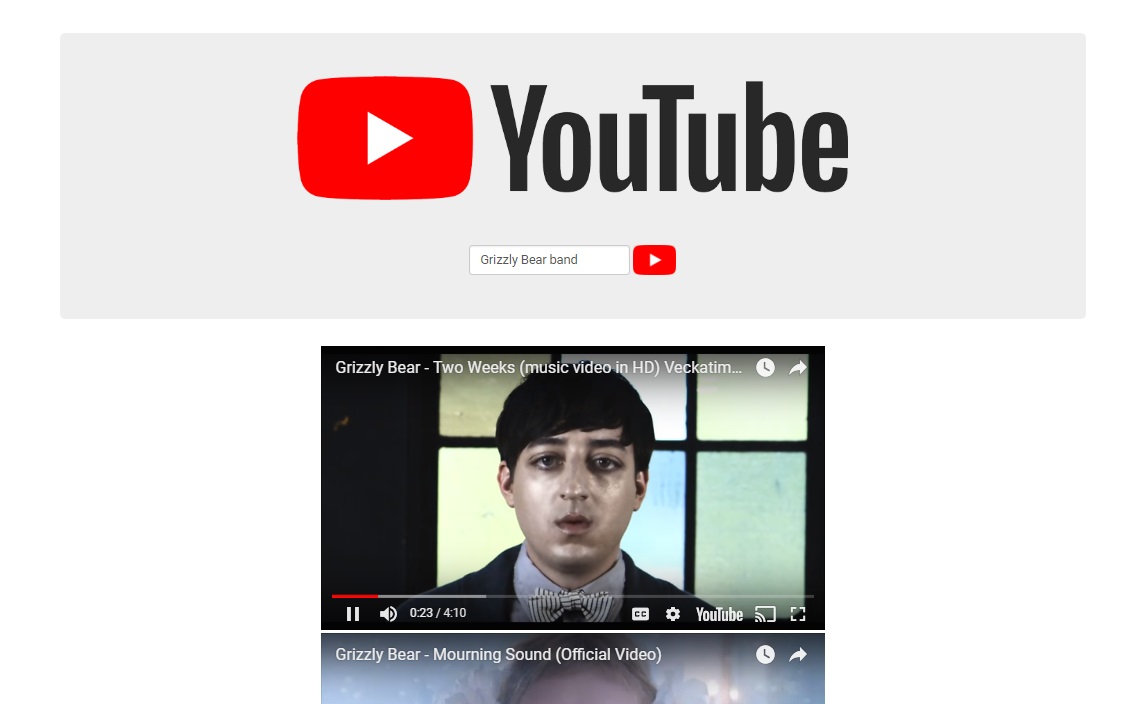 YouTube
Grizzly Bear band
Grizzly Bear - Two Weeks (music video in HD) Veckatim...
0:23 / 4:10
CC
YouTube
Grizzly Bear - Mourning Sound (Official Video)